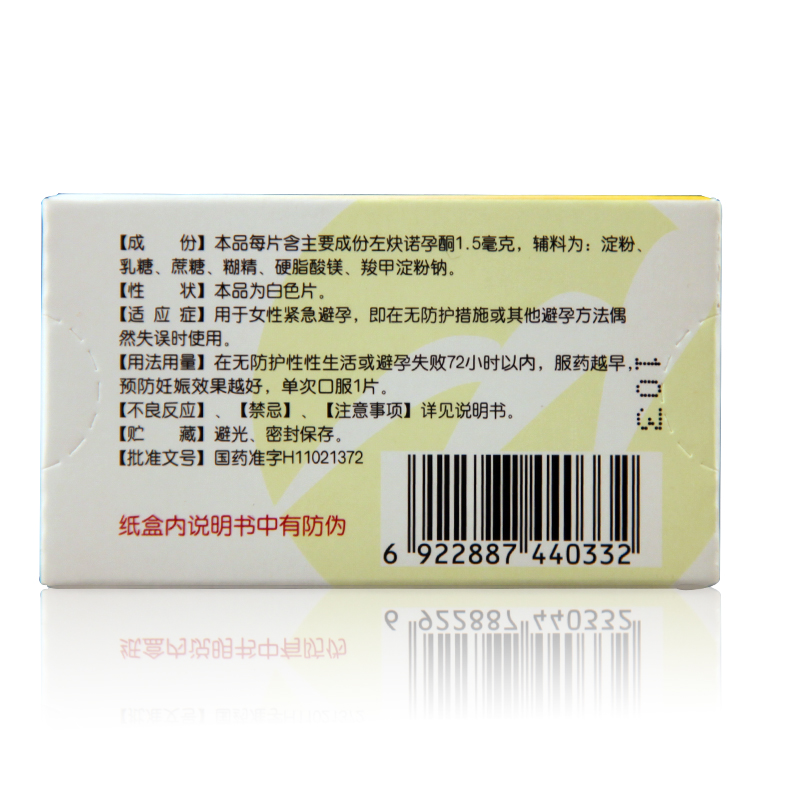 【成　　份】本品每片含主要成份左炔诺孕酮1.5毫克，辅料为：淀粉、
乳糖、蔗糖、糊精、硬脂酸镁、羧甲淀粉钠。
【性　　状】本品为白色片。
【适 应 症】用于女性紧急避孕，即在无防护措施或其他避孕方法偶
然失误时使用。
【用法用量】在无防护性性生活或避孕失败72小时以内，服药越早，
预防妊娠效果越好，单次口服1片。
【不良反应】、【禁忌】、【注意事项】详见说明书。
【贮　　藏】避光、密封保存。
【批准文号】国药准字H11021372
纸盒内说明书中有防伪
6 922887 440332
103